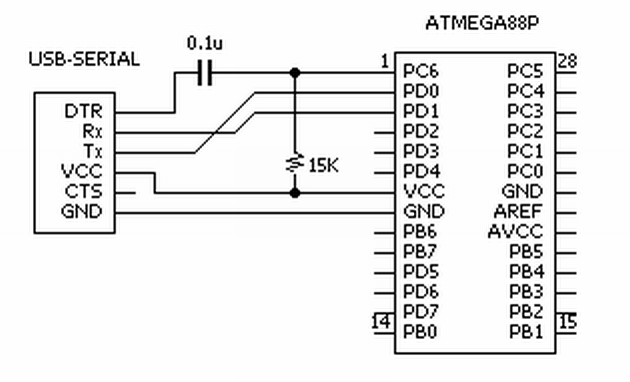 ATMEGA88P
USB-SERIAL
0.1u
15K
DTR
Rx
Tx
VCC
CTS
GND
1
28
PC6 PC5
PD0 PC4
PD1 PC3
PD2 PC2
PD3 PC1
PD4 PC0
VCC GND
GND AREF
PB6 AVCC
PB7 PB5
PD5 PB4
PD6 PB3
PD7 PB2
14
15
PB0 PB1